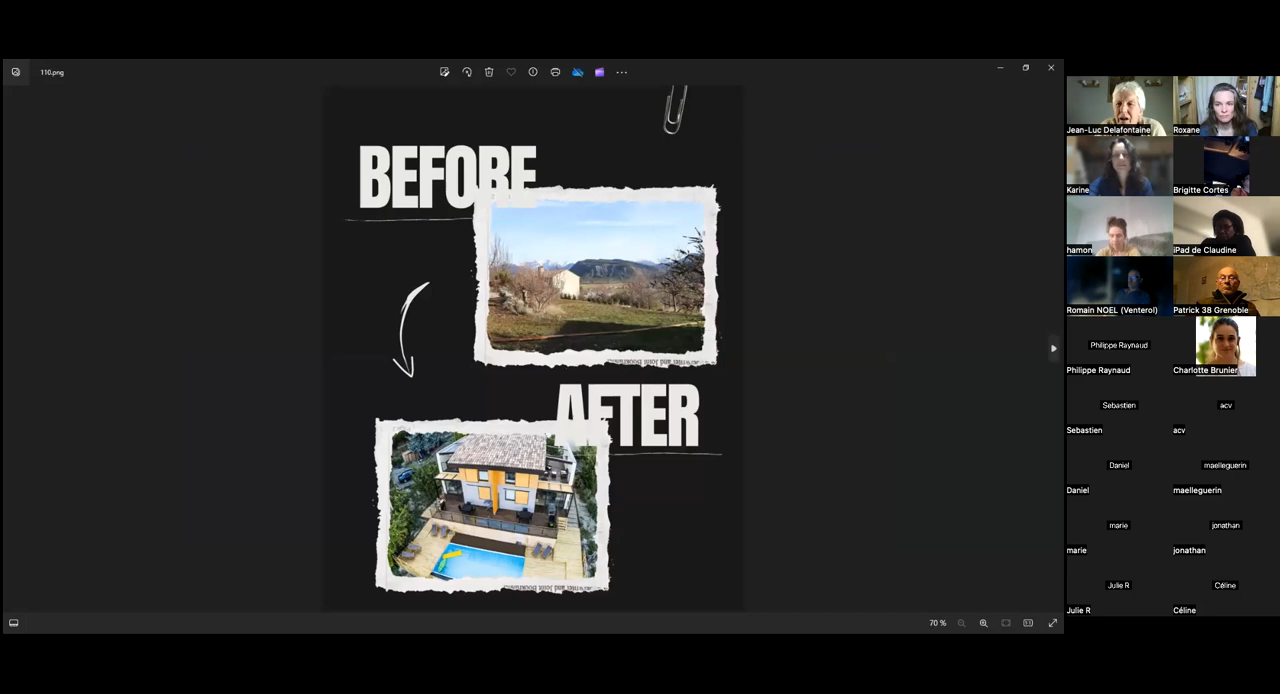 110.png
BEFORE
AFTER
70 %
Jean-Luc Delafontaine
Roxane
Karine
Brigitte Cortes
hamon
iPad de Claudine
Romain NOEL (Venterol)
Patrick 38 Grenoble
Philippe Raynaud
Philippe Raynaud
Charlotte Brunier
Sebastien
acv
Sebastien
acv
Daniel
maelleguerin
Daniel
maelleguerin
marie
jonathan
marie
jonathan
Julie R
Céline
Julie R
Céline